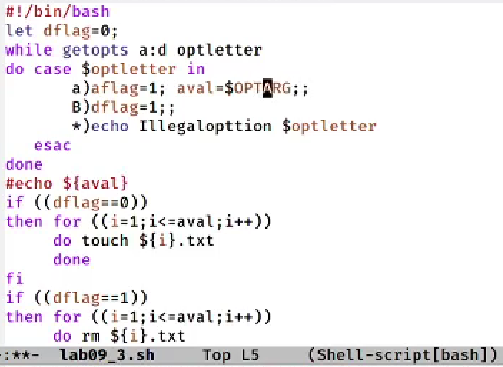 #!/bin/bash
let dflag=0;
while getopts a:d optletter
do case $optletter in
a)aflag=1; aval=$OPTARG;;
B)dflag=1;;
*)echo Illegalopttion $optletter
esac
done
#echo ${aval}
if ((dflag==0))
then for ((i=1;i<=aval;i++))
do touch ${i}.txt
done
fi
if ((dflag==1))
then for ((i=1;i<=aval;i++))
do rm ${i}.txt
-:**- lab09_3.sh Top L5 (Shell-script[bash])